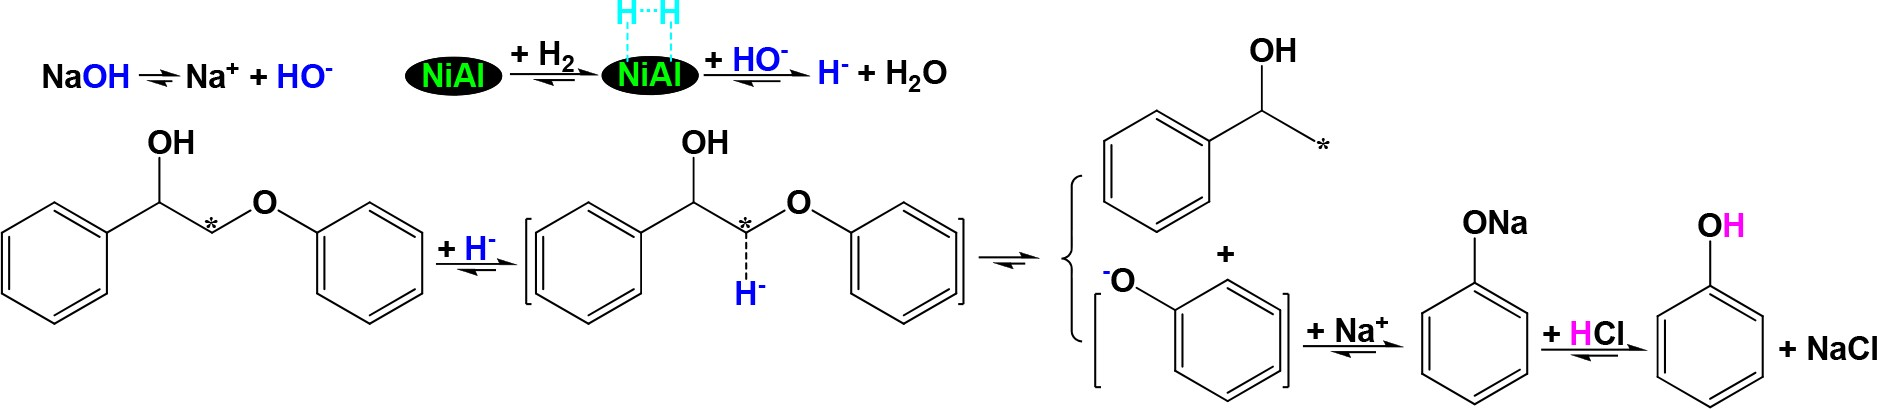 H···H
NaOH ⇌ Na⁺ + HO⁻
NiAl + H₂ NiAl + HO⁻ H⁻ + H₂O
OH
*
OH
* O
+ H⁻
OH
* O
H⁻
+
⁻O
+ Na⁺
ONa
+ HCl
OH
+ NaCl